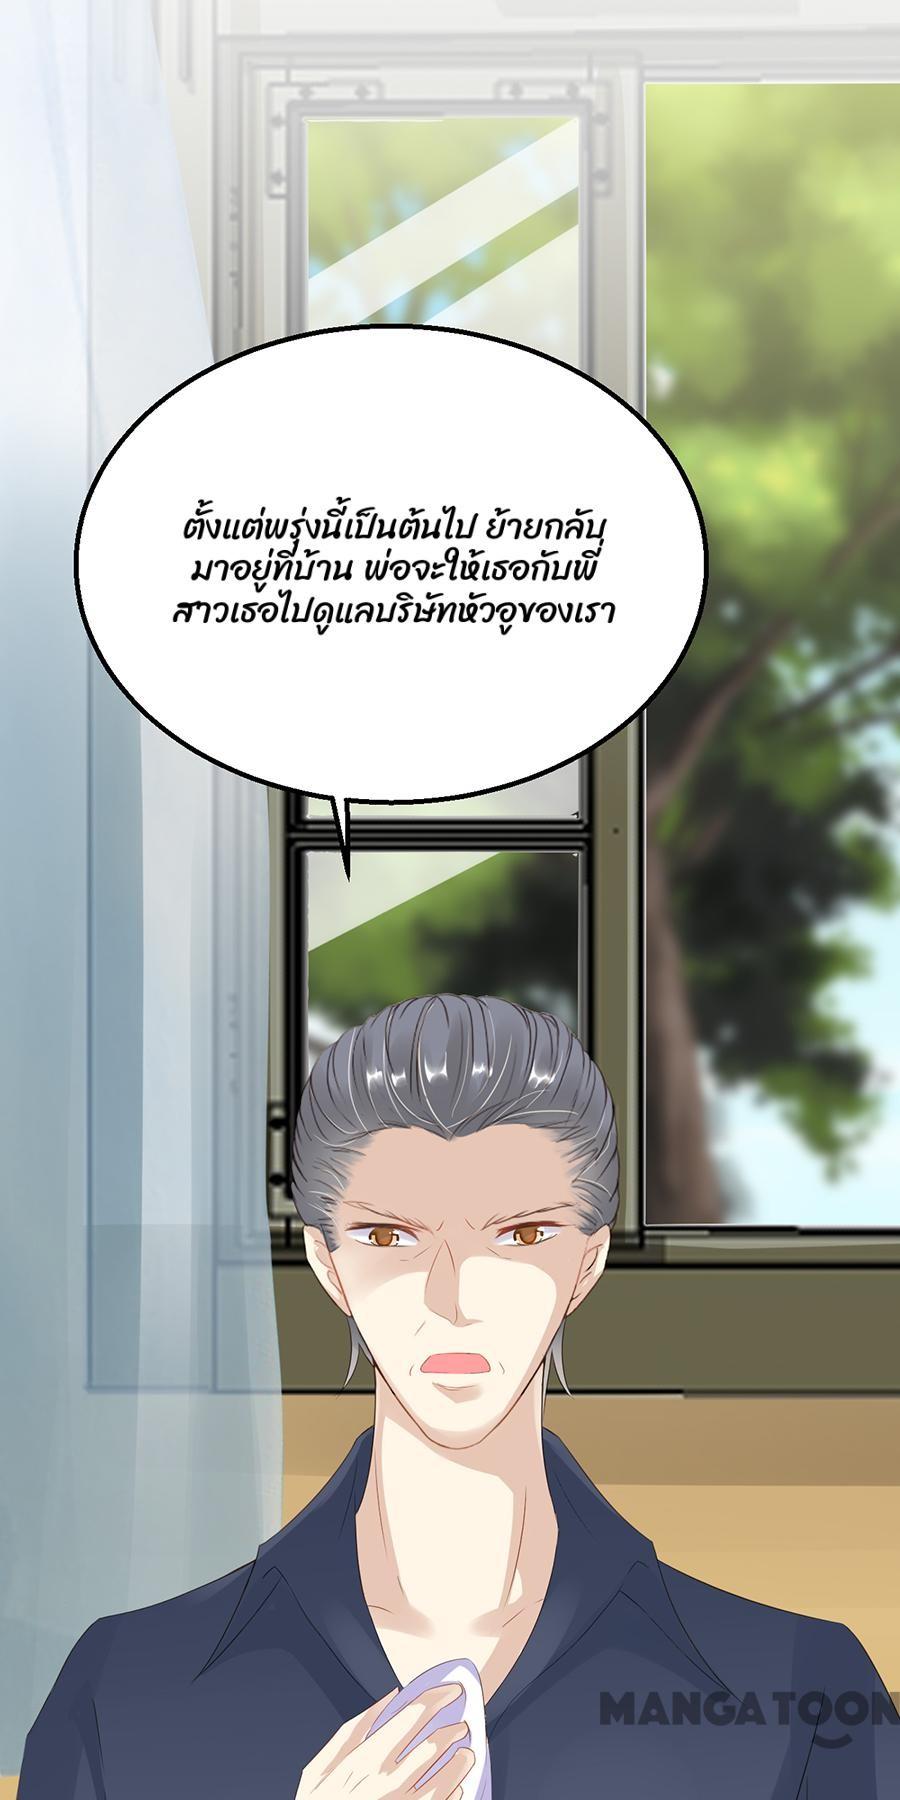 ตั้งแต่พรุ่งนี้เป็นต้นไป ย้ายกลับ
มาอยู่ที่บ้าน พ่อจะให้เธอกับพี่
สาวเธอไปดูแลบริษัทหัวอูของเรา
MANGATOON